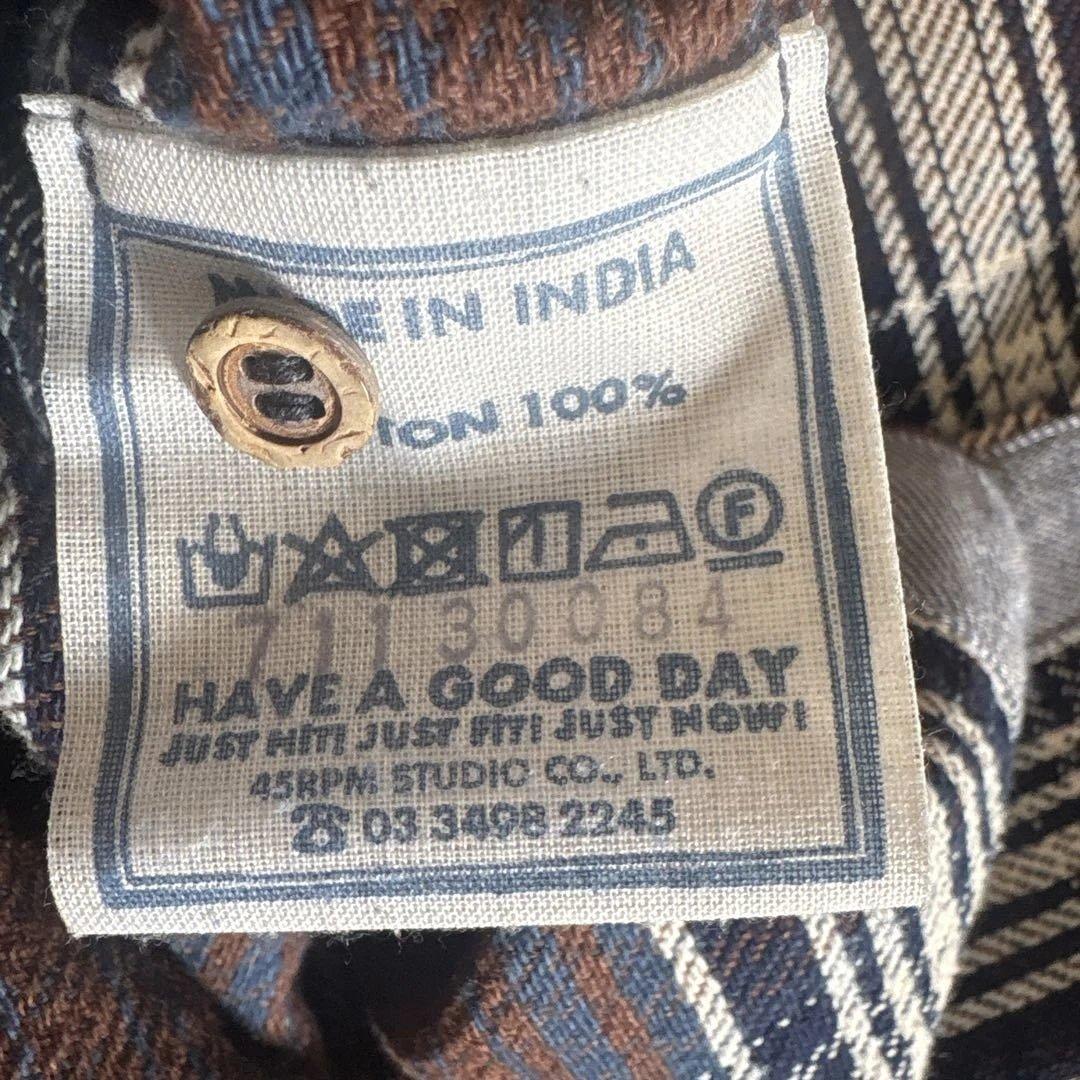 E IN INDIA
TON 100%
F
71130084
HAVE A GOOD DAY
JUST HIT! JUST FIT! JUST NOW!
45RPM STUDIO CO., LTD.
☎ 03 3498 2245